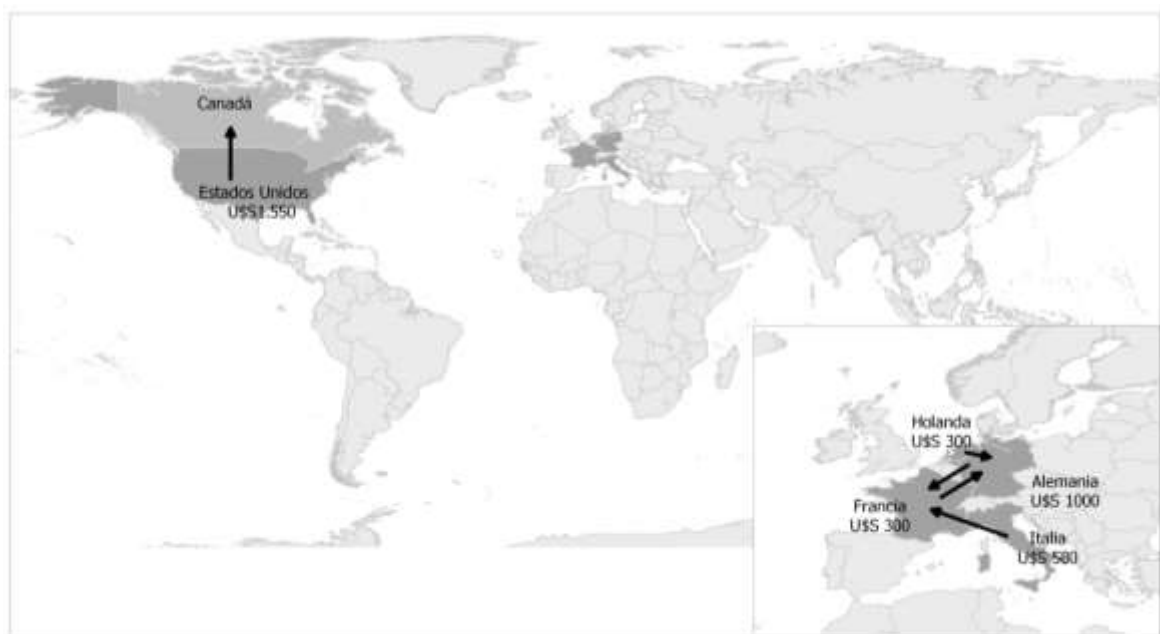 Canadá
Estados Unidos
U$S1.550
Holanda
U$S 300
Alemania
U$S 1000
Francia
U$S 300
Italia
U$S 580